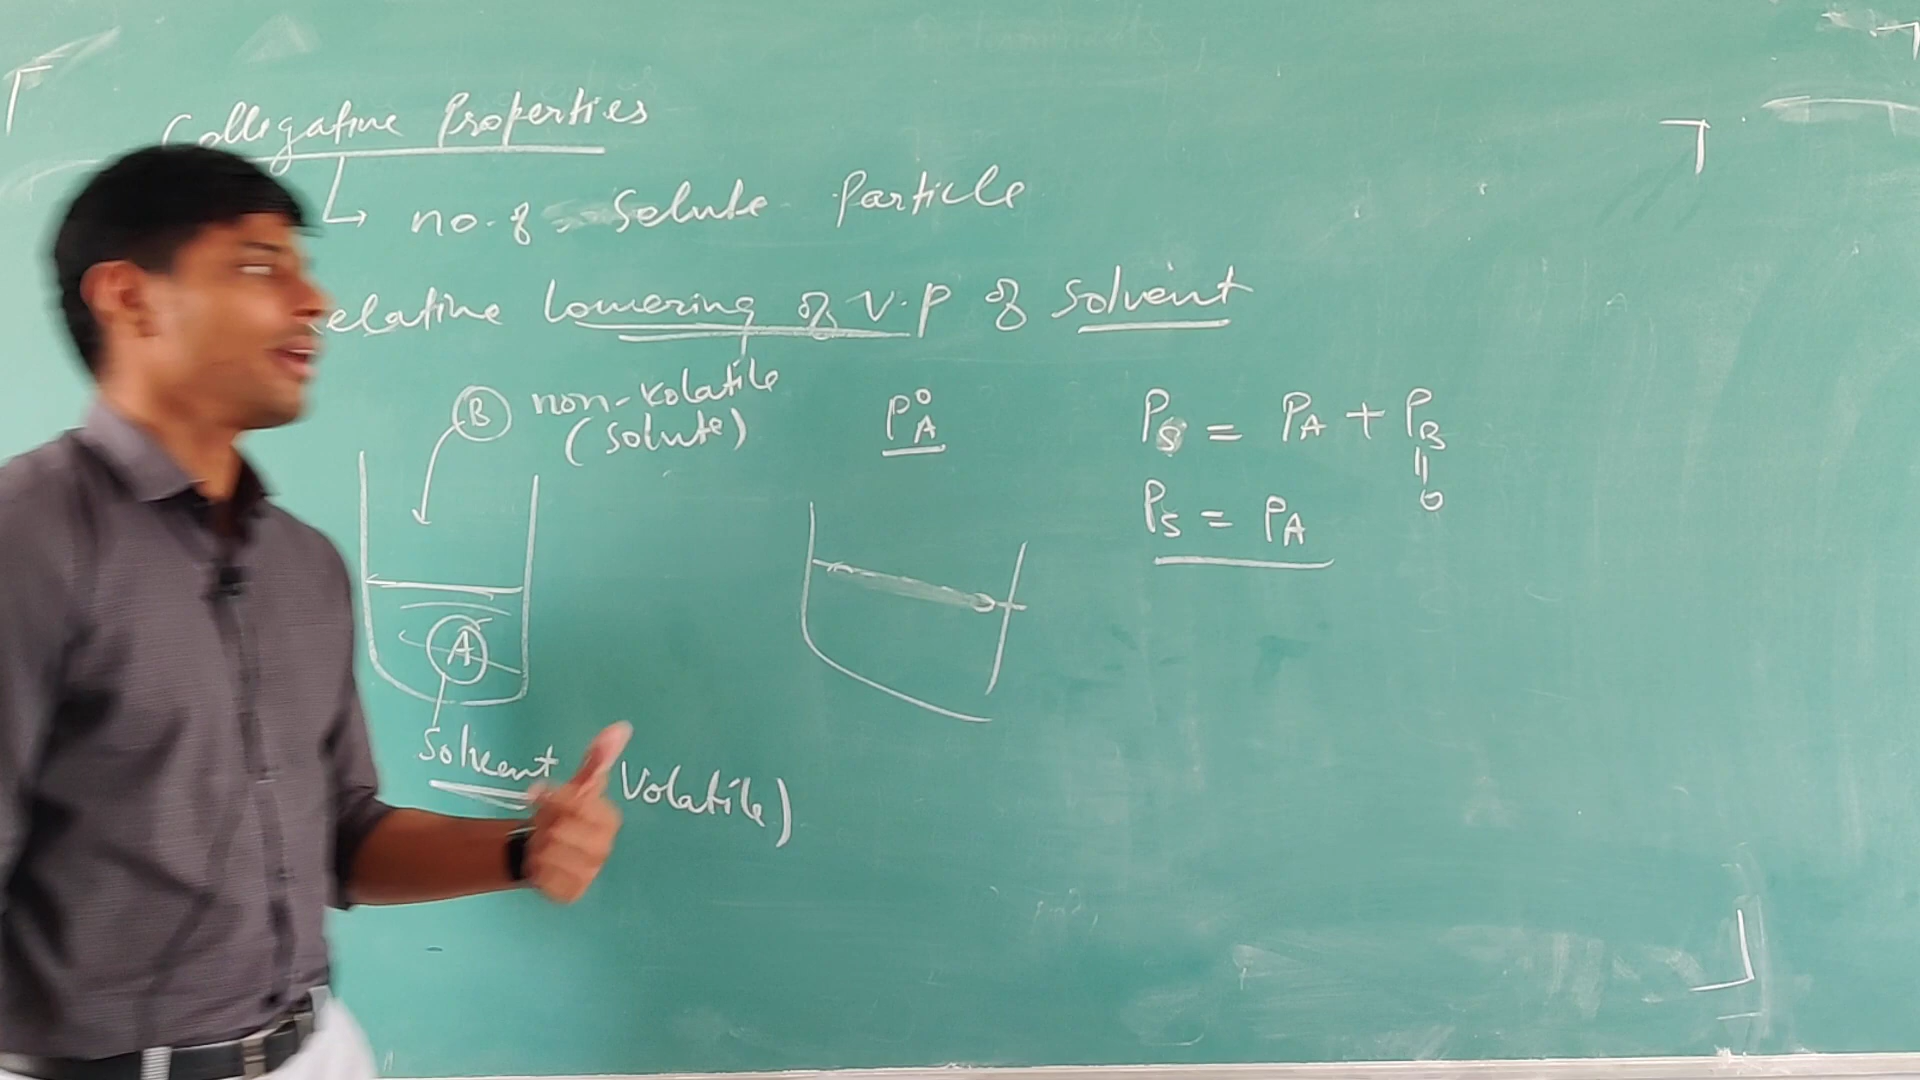 Collegative Properties
no. of solute Particle
elative lowering of V.P of solvent
B non-volatile
(solute)
P°A
PS = PA + PB
=
0
PS = PA
A
Solvent Volatile)